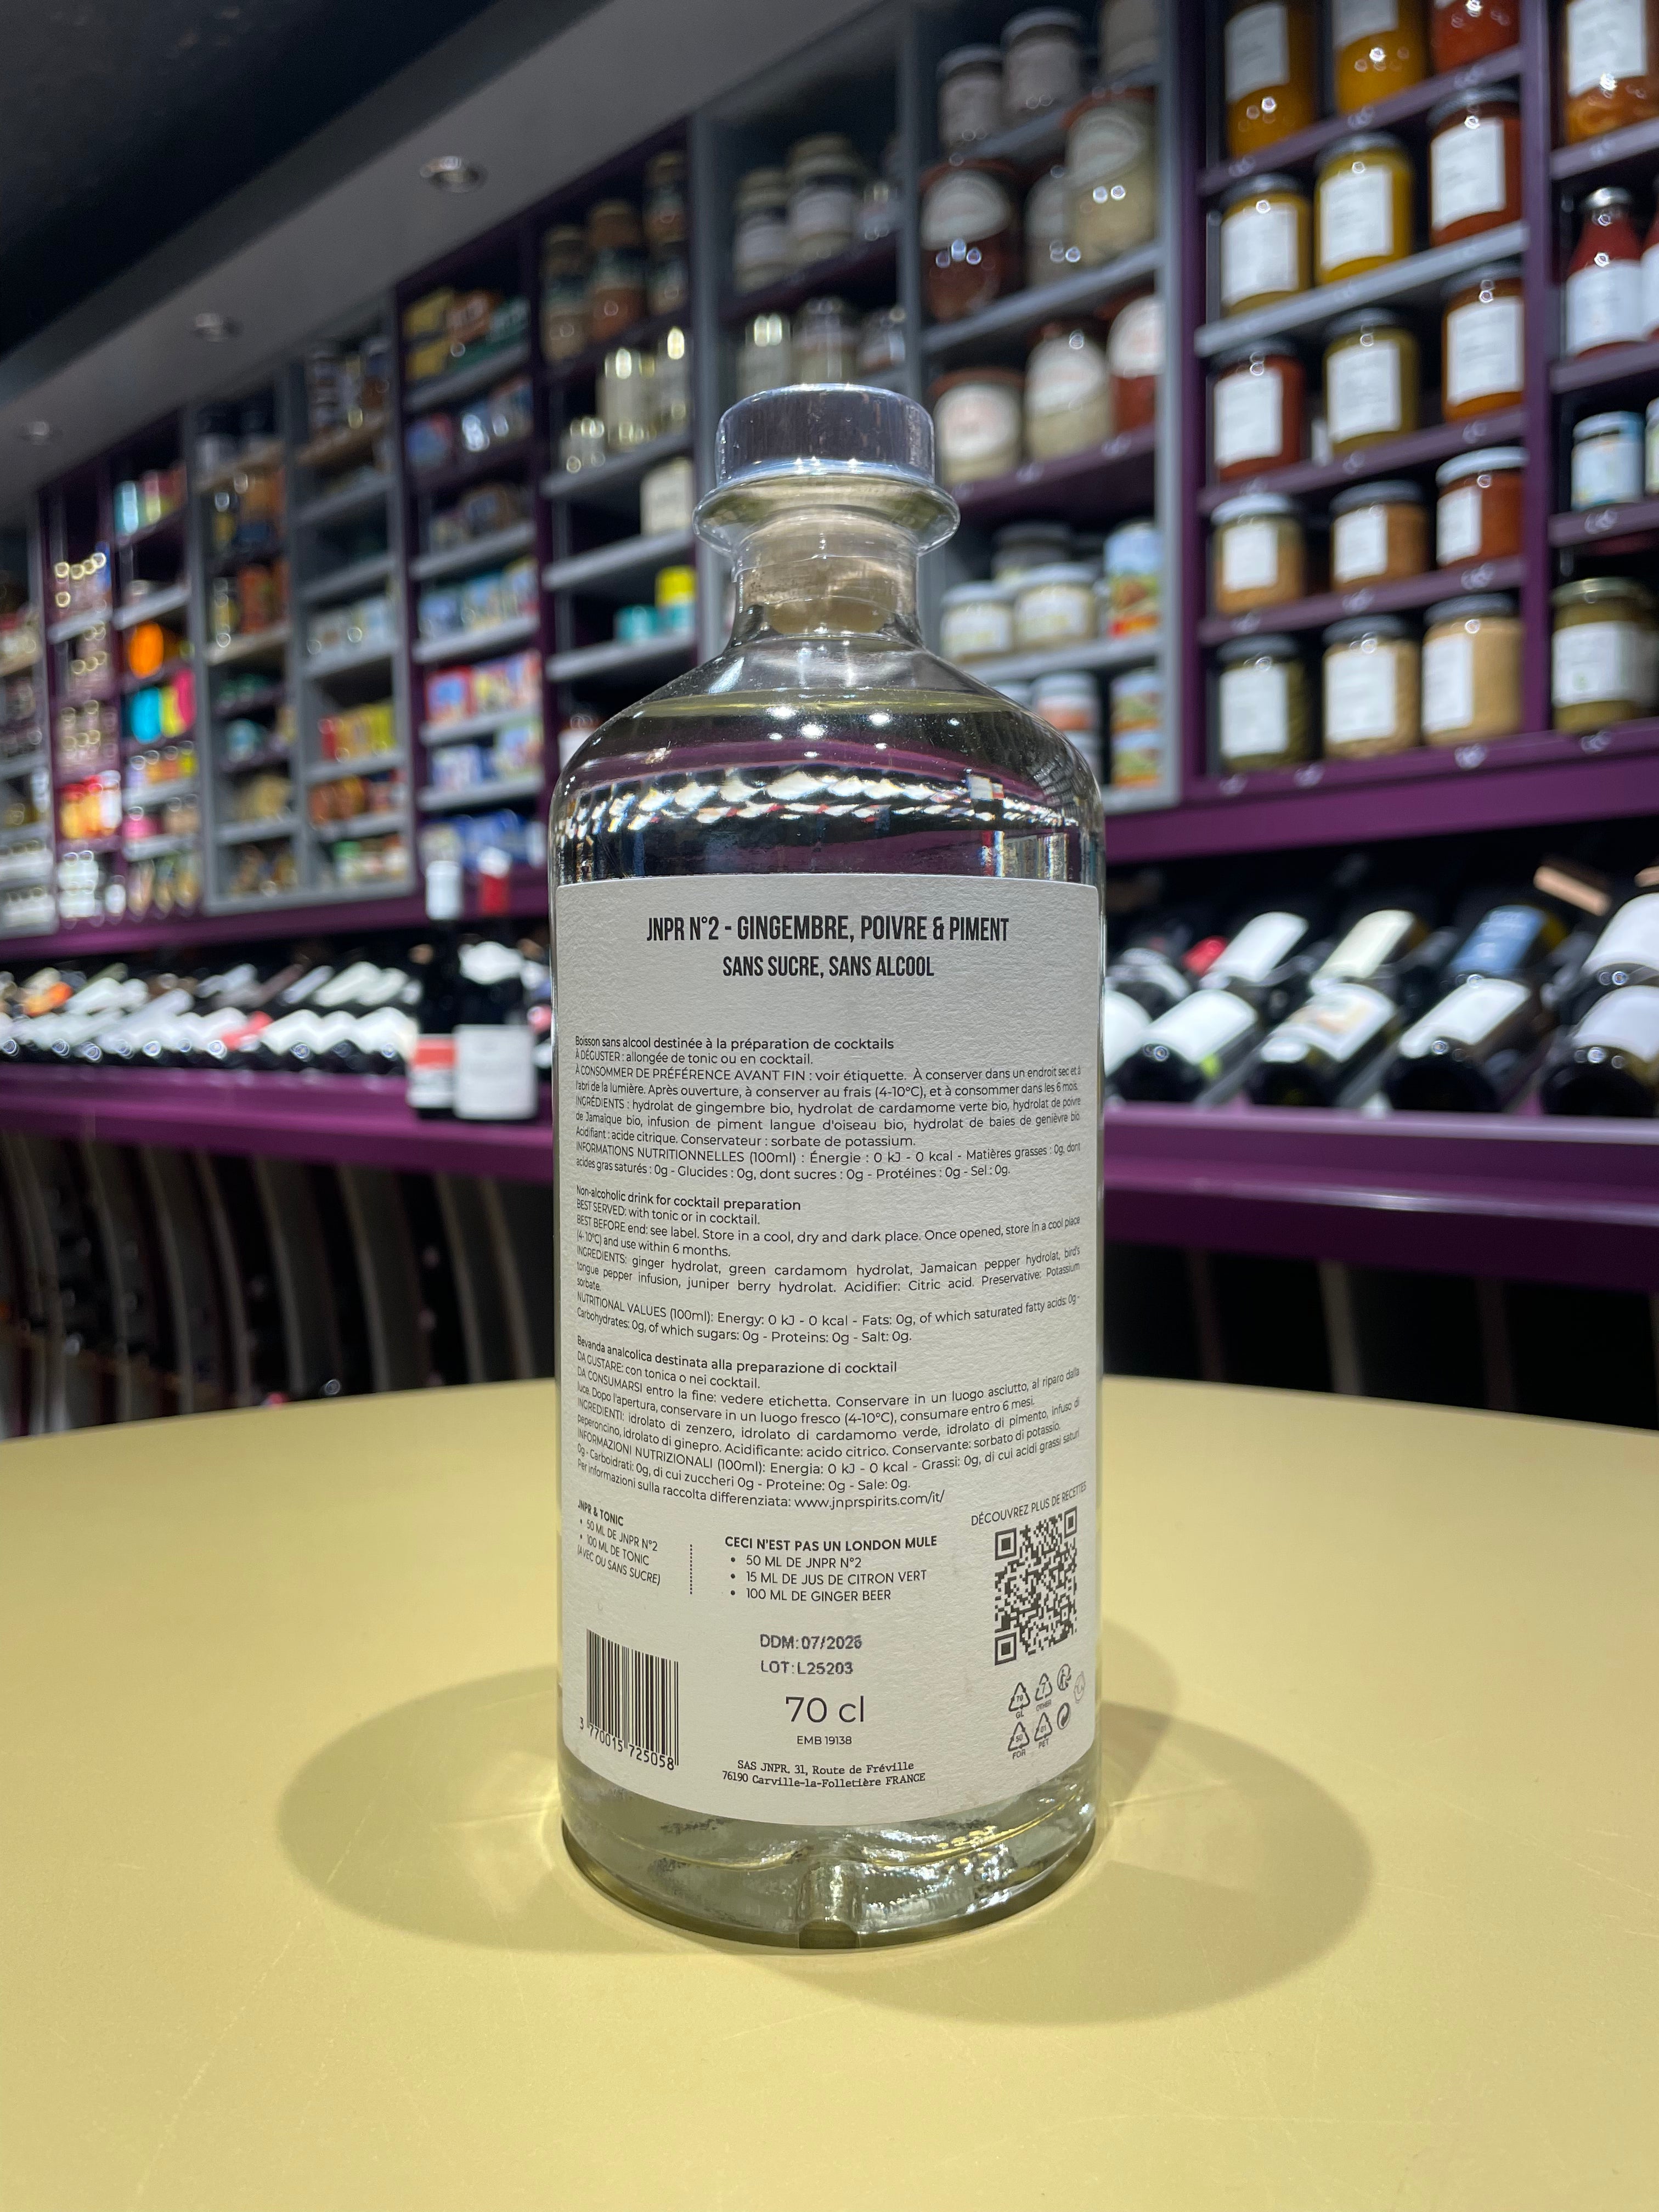 JNPR N°2 - GINGEMBRE, POIVRE & PIMENT
SANS SUCRE, SANS ALCOOL
Boisson sans alcool destinée à la préparation de cocktails
À DÉGUSTER : allongée de tonic ou en cocktail.
À CONSOMMER DE PRÉFÉRENCE AVANT FIN : voir étiquette. À conserver dans un endroit sec et à
l'abri de la lumière. Après ouverture, à conserver au frais (4-10°C), et à consommer dans les 6 mois.
INGRÉDIENTS : hydrolat de gingembre bio, hydrolat de cardamome verte bio, hydrolat de poivre
de Jamaïque bio, infusion de piment langue d'oiseau bio, hydrolat de baies de genièvre bio.
Acidifiant : acide citrique. Conservateur : sorbate de potassium.
INFORMATIONS NUTRITIONNELLES (100ml) : Énergie : 0 kJ - 0 kcal - Matières grasses : 0g, dont
acides gras saturés : 0g - Glucides : 0g, dont sucres : 0g - Protéines : 0g - Sel : 0g.
Non-alcoholic drink for cocktail preparation
BEST SERVED: with tonic or in cocktail.
BEST BEFORE end: see label. Store in a cool, dry and dark place. Once opened, store in a cool place
(4-10°C) and use within 6 months.
INGREDIENTS: ginger hydrolat, green cardamom hydrolat, Jamaican pepper hydrolat, bird's
tongue pepper infusion, juniper berry hydrolat. Acidifier: Citric acid. Preservative: Potassium
sorbate.
NUTRITIONAL VALUES (100ml): Energy: 0 kJ - 0 kcal - Fats: 0g, of which saturated fatty acids: 0g -
Carbohydrates: 0g, of which sugars: 0g - Proteins: 0g - Salt: 0g.
Bevanda analcolica destinata alla preparazione di cocktail
DA GUSTARE: con tonica o nei cocktail.
DA CONSUMARSI entro la fine: vedere etichetta. Conservare in un luogo asciutto, al riparo dalla
luce. Dopo l'apertura, conservare in un luogo fresco (4-10°C), consumare entro 6 mesi.
INGREDIENTI: idrolato di zenzero, idrolato di cardamomo verde, idrolato di pimento, infuso di
peperoncino, idrolato di ginepro. Acidificante: acido citrico. Conservante: sorbato di potassio.
INFORMAZIONI NUTRIZIONALI (100ml): Energia: 0 kJ - 0 kcal - Grassi: 0g, di cui acidi grassi saturi
0g - Carboidrati: 0g, di cui zuccheri 0g - Proteine: 0g - Sale: 0g.
Per informazioni sulla raccolta differenziata: www.jnprspirits.com/it/
JNPR & TONIC
• 50 ML DE JNPR N°2
• 100 ML DE TONIC
(AVEC OU SANS SUCRE)
CECI N'EST PAS UN LONDON MULE
• 50 ML DE JNPR N°2
• 15 ML DE JUS DE CITRON VERT
• 100 ML DE GINGER BEER
DÉCOUVREZ PLUS DE RECETTES
DDM:07/2026
LOT:L25203
70 cl
EMB 19138
SAS JNPR, 31, Route de Fréville
76190 Carville-la-Folletière FRANCE
3 770015 725058
70
GL
7
OTHER
50
FOR
01
PET